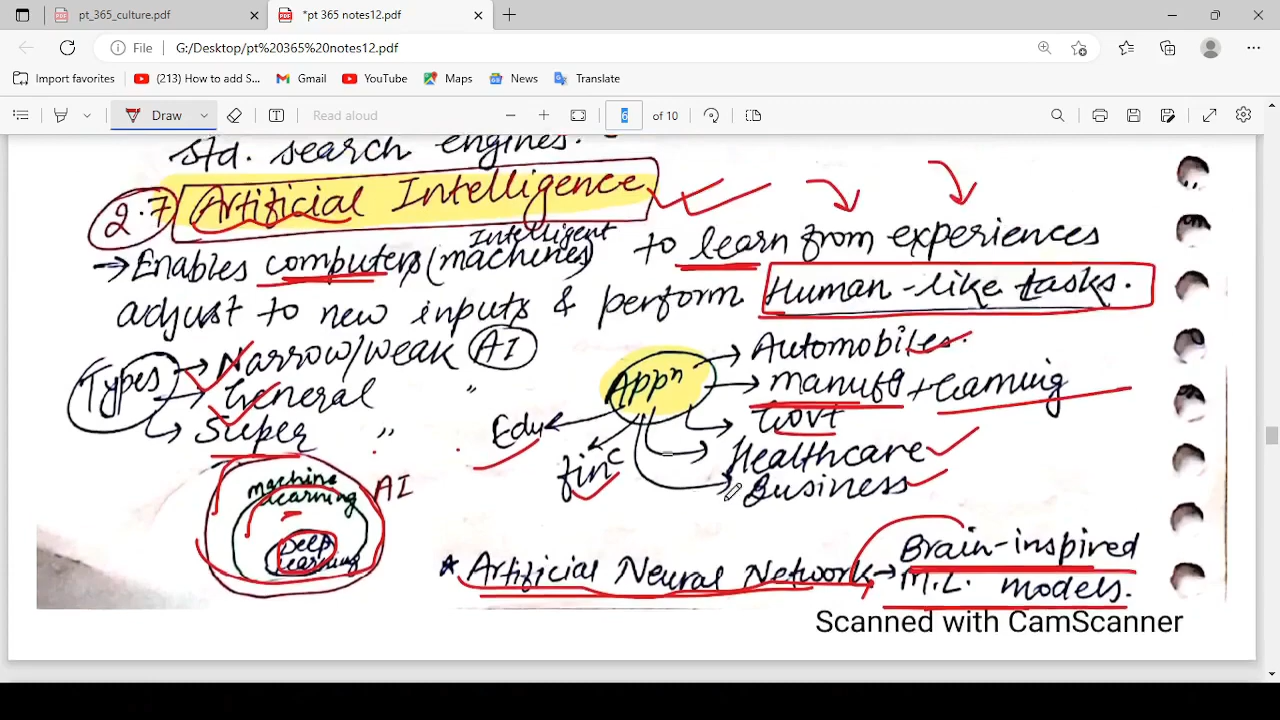 pt_365_culture.pdf
*pt 365 notes12.pdf
File
G:/Desktop/pt%20365%20notes12.pdf
Import favorites
(213) How to add S...
Gmail
YouTube
Maps
News
Translate
Draw
Read aloud
6 of 10
std. search engines.
2.7 Artificial Intelligence
Intelligent
→ Enables computers (machines) to learn from experiences
adjust to new inputs & perform Human-like tasks.
Types → Narrow/weak AI
→ General "
→ Super "
Appⁿ → Automobiles
→ manufg + Gaming
→ Govt
→ Healthcare
→ Business
Edu
finᶜ
machine learning
AI
Deep learning
* Artificial Neural Network → Brain-inspired
M.L. models.
Scanned with CamScanner